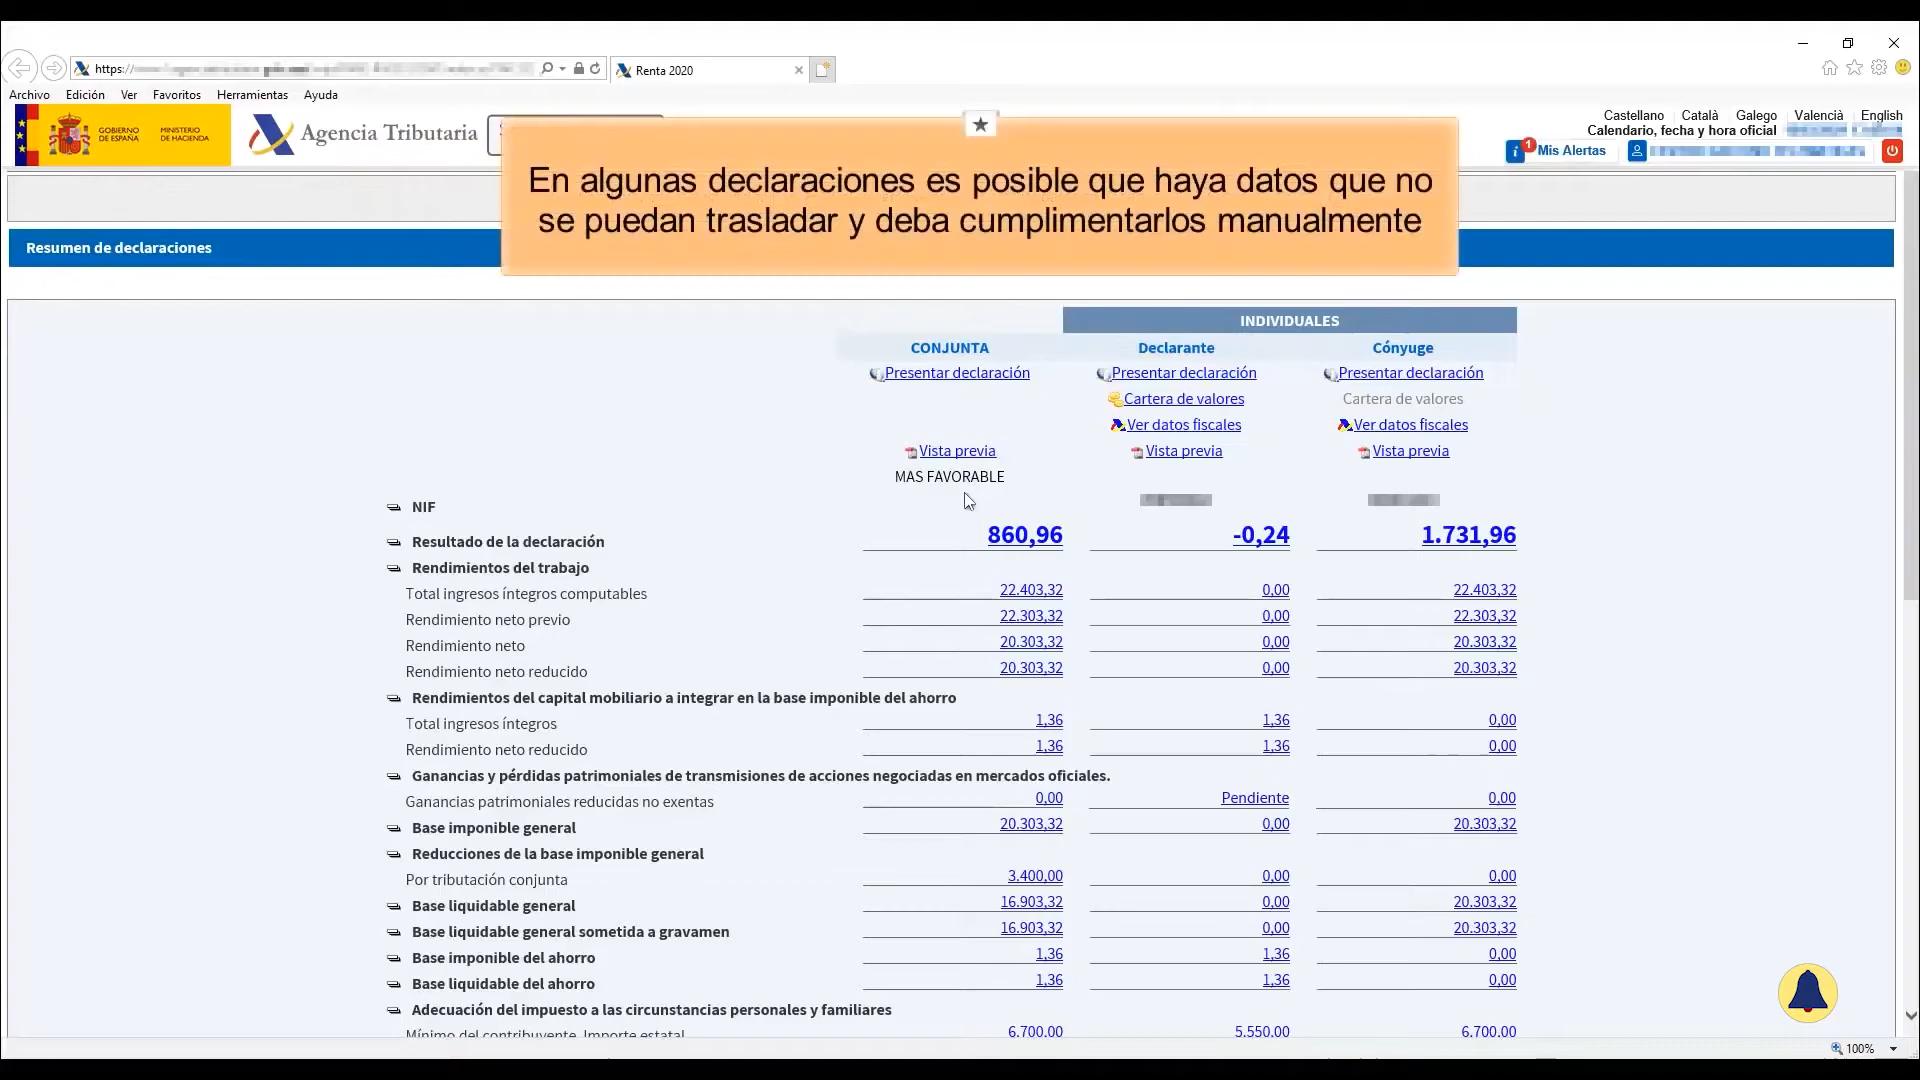 https://
Renta 2020
Archivo Edición Ver Favoritos Herramientas Ayuda
GOBIERNO DE ESPAÑA
MINISTERIO DE HACIENDA
Agencia Tributaria
Castellano Català Galego Valencià English
Calendario, fecha y hora oficial
1 Mis Alertas
En algunas declaraciones es posible que haya datos que no
se puedan trasladar y deba cumplimentarlos manualmente
Resumen de declaraciones
INDIVIDUALES
CONJUNTA Declarante Cónyuge
Presentar declaración Presentar declaración Presentar declaración
Cartera de valores Cartera de valores
Ver datos fiscales Ver datos fiscales
Vista previa Vista previa Vista previa
MAS FAVORABLE
NIF
Resultado de la declaración 860,96 -0,24 1.731,96
Rendimientos del trabajo
Total ingresos íntegros computables 22.403,32 0,00 22.403,32
Rendimiento neto previo 22.303,32 0,00 22.303,32
Rendimiento neto 20.303,32 0,00 20.303,32
Rendimiento neto reducido 20.303,32 0,00 20.303,32
Rendimientos del capital mobiliario a integrar en la base imponible del ahorro
Total ingresos íntegros 1,36 1,36 0,00
Rendimiento neto reducido 1,36 1,36 0,00
Ganancias y pérdidas patrimoniales de transmisiones de acciones negociadas en mercados oficiales.
Ganancias patrimoniales reducidas no exentas 0,00 Pendiente 0,00
Base imponible general 20.303,32 0,00 20.303,32
Reducciones de la base imponible general
Por tributación conjunta 3.400,00 0,00 0,00
Base liquidable general 16.903,32 0,00 20.303,32
Base liquidable general sometida a gravamen 16.903,32 0,00 20.303,32
Base imponible del ahorro 1,36 1,36 0,00
Base liquidable del ahorro 1,36 1,36 0,00
Adecuación del impuesto a las circunstancias personales y familiares
Mínimo del contribuyente. Importe estatal 6.700,00 5.550,00 6.700,00
100%